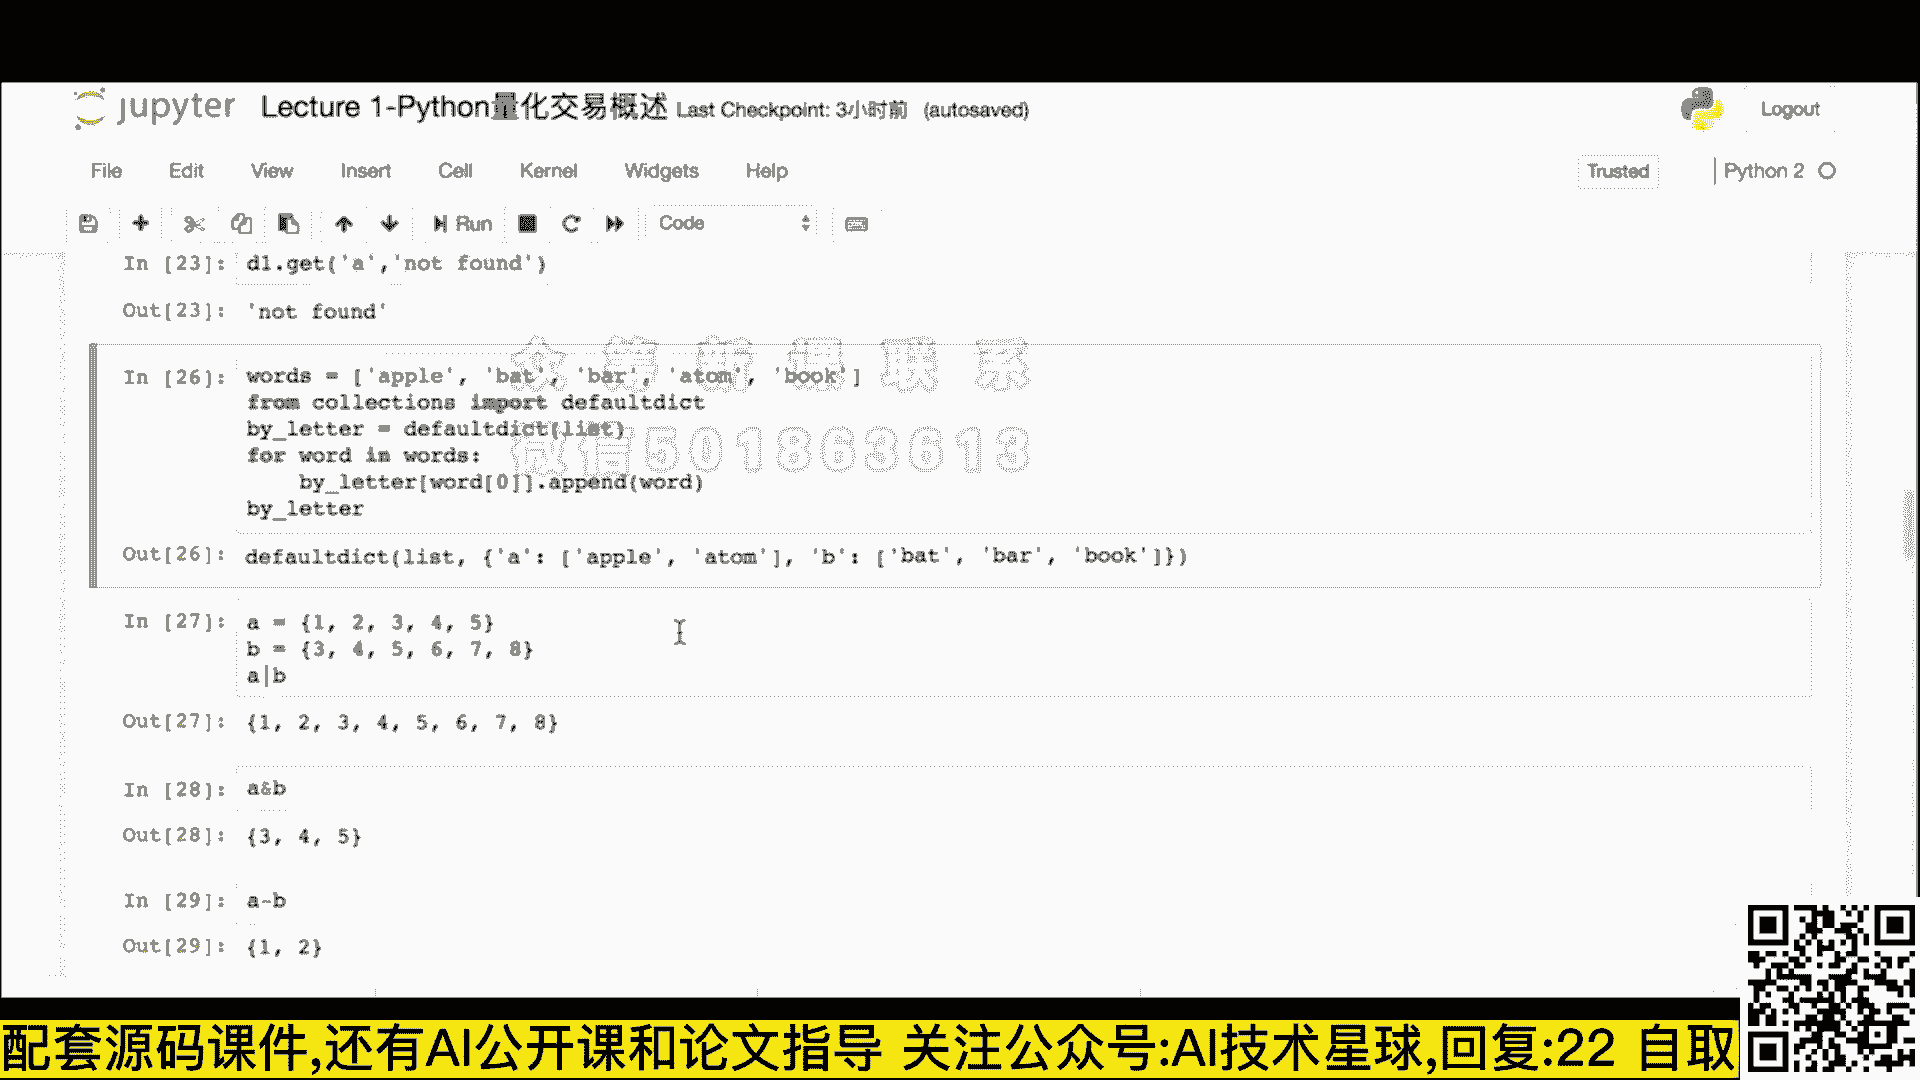 jupyter Lecture 1-Python量化交易概述 Last Checkpoint: 3小时前 (autosaved) Logout
File Edit View Insert Cell Kernel Widgets Help Trusted Python 2
Run Code
In [23]: d1.get('a','not found')
Out[23]: 'not found'
In [26]: words = ['apple', 'bat', 'bar', 'atom', 'book']
from collections import defaultdict
by_letter = defaultdict(list)
for word in words:
    by_letter[word[0]].append(word)
by_letter
众筹新课联系
微信501863613
Out[26]: defaultdict(list, {'a': ['apple', 'atom'], 'b': ['bat', 'bar', 'book']})
In [27]: a = {1, 2, 3, 4, 5}
b = {3, 4, 5, 6, 7, 8}
a|b
Out[27]: {1, 2, 3, 4, 5, 6, 7, 8}
In [28]: a&b
Out[28]: {3, 4, 5}
In [29]: a-b
Out[29]: {1, 2}
配套源码课件,还有AI公开课和论文指导 关注公众号:AI技术星球,回复:22 自取